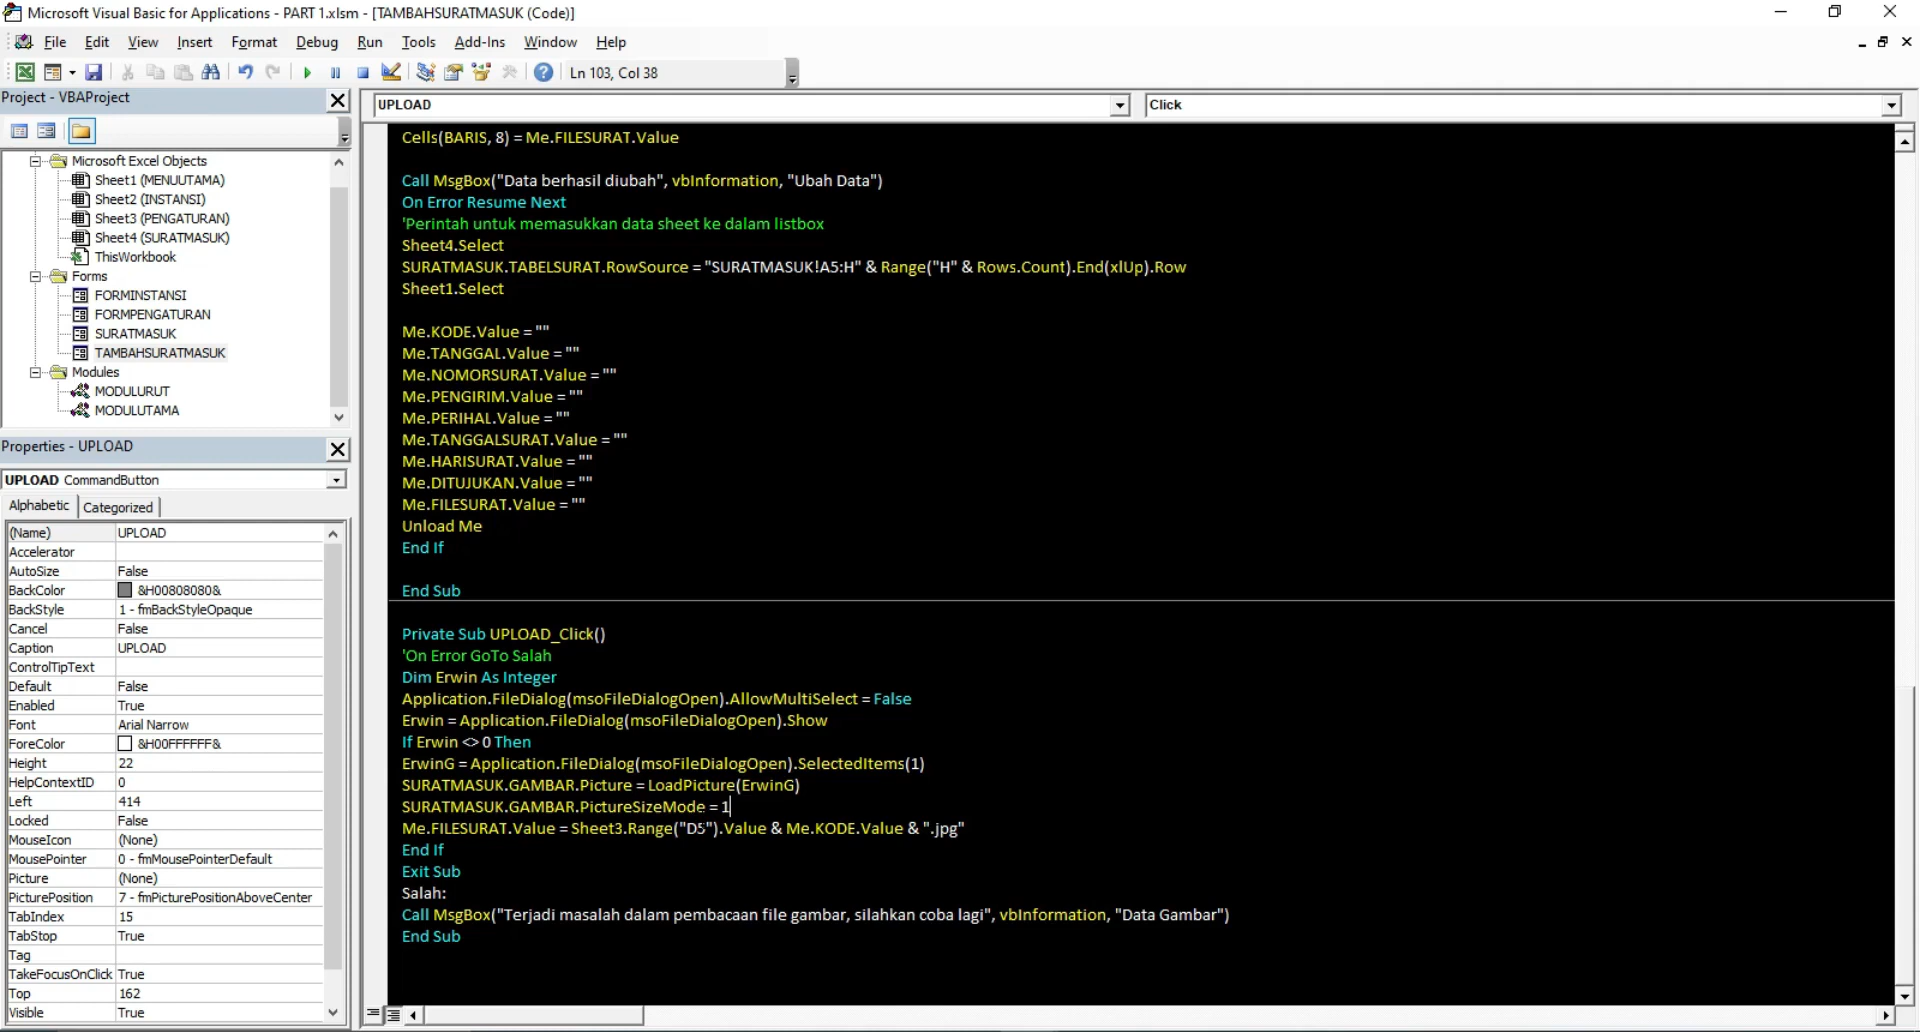 Microsoft Visual Basic for Applications - PART 1.xlsm - [TAMBAHSURATMASUK (Code)]
File Edit View Insert Format Debug Run Tools Add-Ins Window Help
Ln 103, Col 38
Project - VBAProject
Microsoft Excel Objects
Sheet1 (MENUUTAMA)
Sheet2 (INSTANSI)
Sheet3 (PENGATURAN)
Sheet4 (SURATMASUK)
ThisWorkbook
Forms
FORMINSTANSI
FORMPENGATURAN
SURATMASUK
TAMBAHSURATMASUK
Modules
MODULURUT
MODULUTAMA
Properties - UPLOAD
UPLOAD CommandButton
Alphabetic Categorized
(Name) UPLOAD
Accelerator
AutoSize False
BackColor &H00808080&
BackStyle 1 - fmBackStyleOpaque
Cancel False
Caption UPLOAD
ControlTipText
Default False
Enabled True
Font Arial Narrow
ForeColor &H00FFFFFF&
Height 22
HelpContextID 0
Left 414
Locked False
MouseIcon (None)
MousePointer 0 - fmMousePointerDefault
Picture (None)
PicturePosition 7 - fmPicturePositionAboveCenter
TabIndex 15
TabStop True
Tag
TakeFocusOnClick True
Top 162
Visible True
UPLOAD Click
Cells(BARIS, 8) = Me.FILESURAT.Value
Call MsgBox("Data berhasil diubah", vbInformation, "Ubah Data")
On Error Resume Next
'Perintah untuk memasukkan data sheet ke dalam listbox
Sheet4.Select
SURATMASUK.TABELSURAT.RowSource = "SURATMASUK!A5:H" & Range("H" & Rows.Count).End(xlUp).Row
Sheet1.Select
Me.KODE.Value = ""
Me.TANGGAL.Value = ""
Me.NOMORSURAT.Value = ""
Me.PENGIRIM.Value = ""
Me.PERIHAL.Value = ""
Me.TANGGALSURAT.Value = ""
Me.HARISURAT.Value = ""
Me.DITUJUKAN.Value = ""
Me.FILESURAT.Value = ""
Unload Me
End If
End Sub
Private Sub UPLOAD_Click()
'On Error GoTo Salah
Dim Erwin As Integer
Application.FileDialog(msoFileDialogOpen).AllowMultiSelect = False
Erwin = Application.FileDialog(msoFileDialogOpen).Show
If Erwin <> 0 Then
ErwinG = Application.FileDialog(msoFileDialogOpen).SelectedItems(1)
SURATMASUK.GAMBAR.Picture = LoadPicture(ErwinG)
SURATMASUK.GAMBAR.PictureSizeMode = 1
Me.FILESURAT.Value = Sheet3.Range("D5").Value & Me.KODE.Value & ".jpg"
End If
Exit Sub
Salah:
Call MsgBox("Terjadi masalah dalam pembacaan file gambar, silahkan coba lagi", vbInformation, "Data Gambar")
End Sub